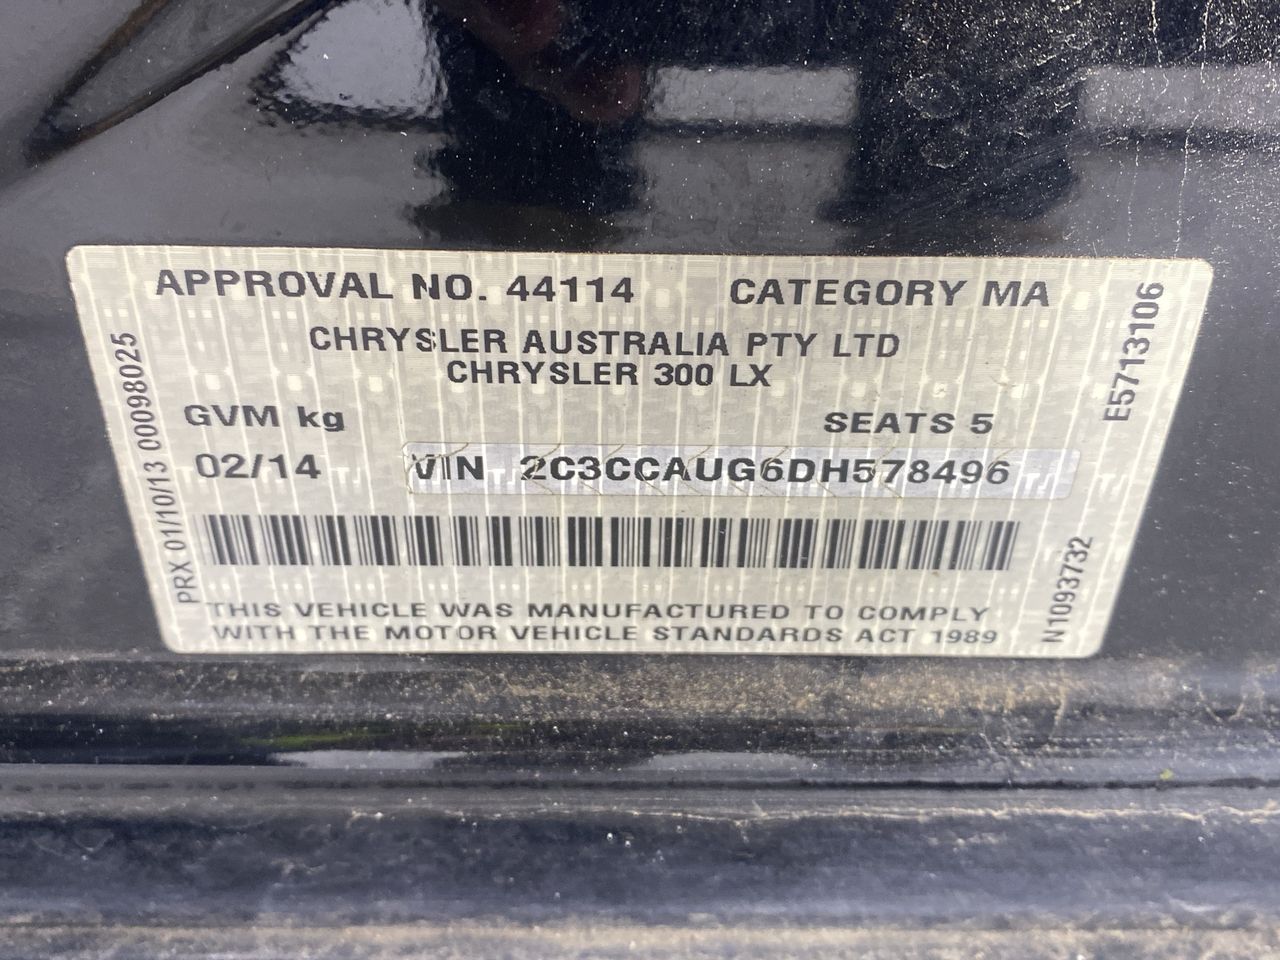 APPROVAL NO. 44114 CATEGORY MA
CHRYSLER AUSTRALIA PTY LTD
CHRYSLER 300 LX
GVM kg SEATS 5
02/14 VIN 2C3CCAUG6DH578496
THIS VEHICLE WAS MANUFACTURED TO COMPLY
WITH THE MOTOR VEHICLE STANDARDS ACT 1989
PRX 01/10/13 00098025
E5713106
N1093732